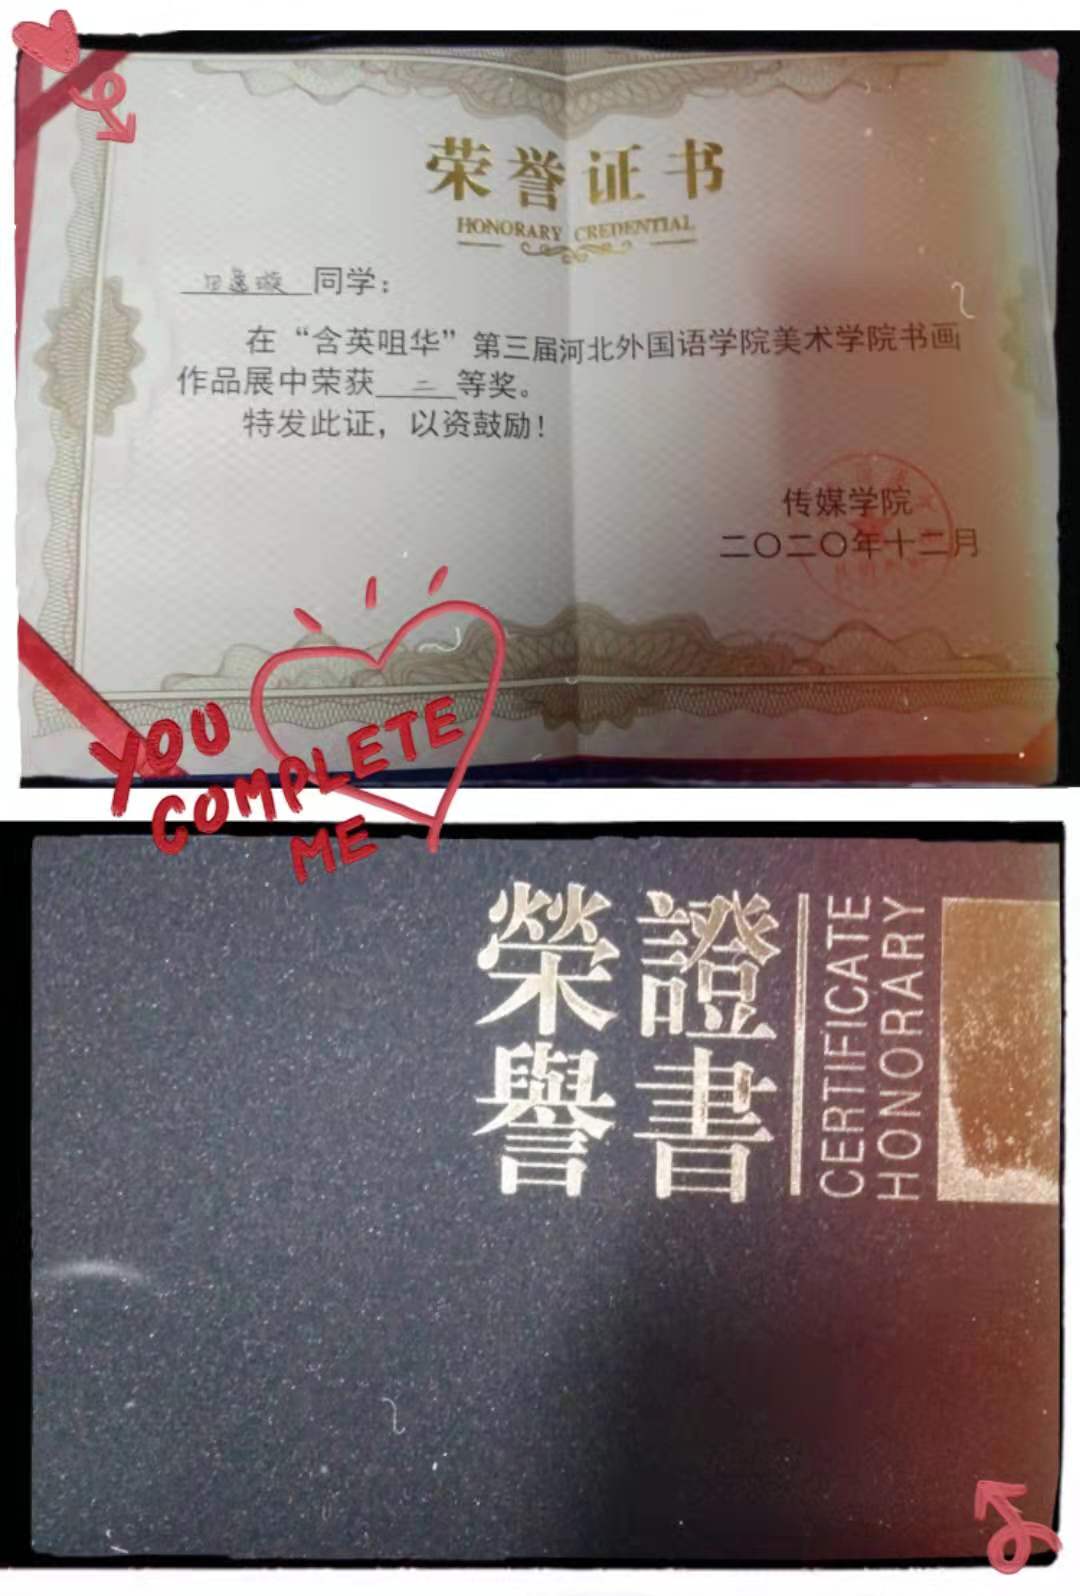 荣誉证书
HONORARY CREDENTIAL
同学：
在“含英咀华”第三届河北外国语学院美术学院书画
作品展中荣获 二 等奖。
特发此证，以资鼓励！
传媒学院
二〇二〇年十二月
YOU
COMPLETE
ME
榮譽
證書
CERTIFICATE
HONORARY